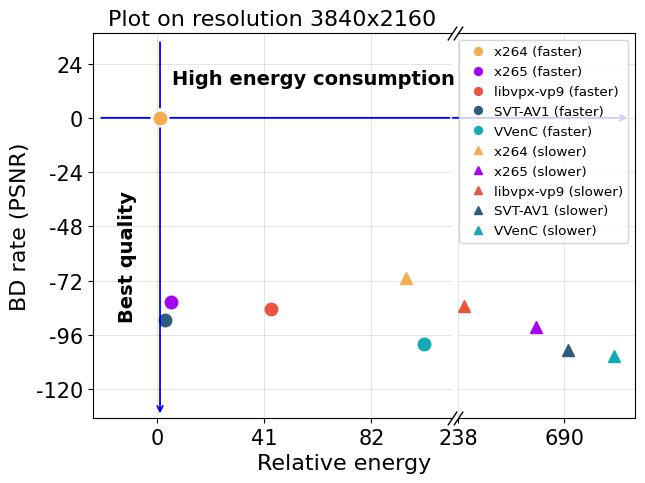 Plot on resolution 3840x2160
x264 (faster)
x265 (faster)
libvpx-vp9 (faster)
SVT-AV1 (faster)
VVenC (faster)
x264 (slower)
x265 (slower)
libvpx-vp9 (slower)
SVT-AV1 (slower)
VVenC (slower)
High energy consumption
Best quality
BD rate (PSNR)
24
0
-24
-48
-72
-96
-120
0 41 82 238 690
Relative energy